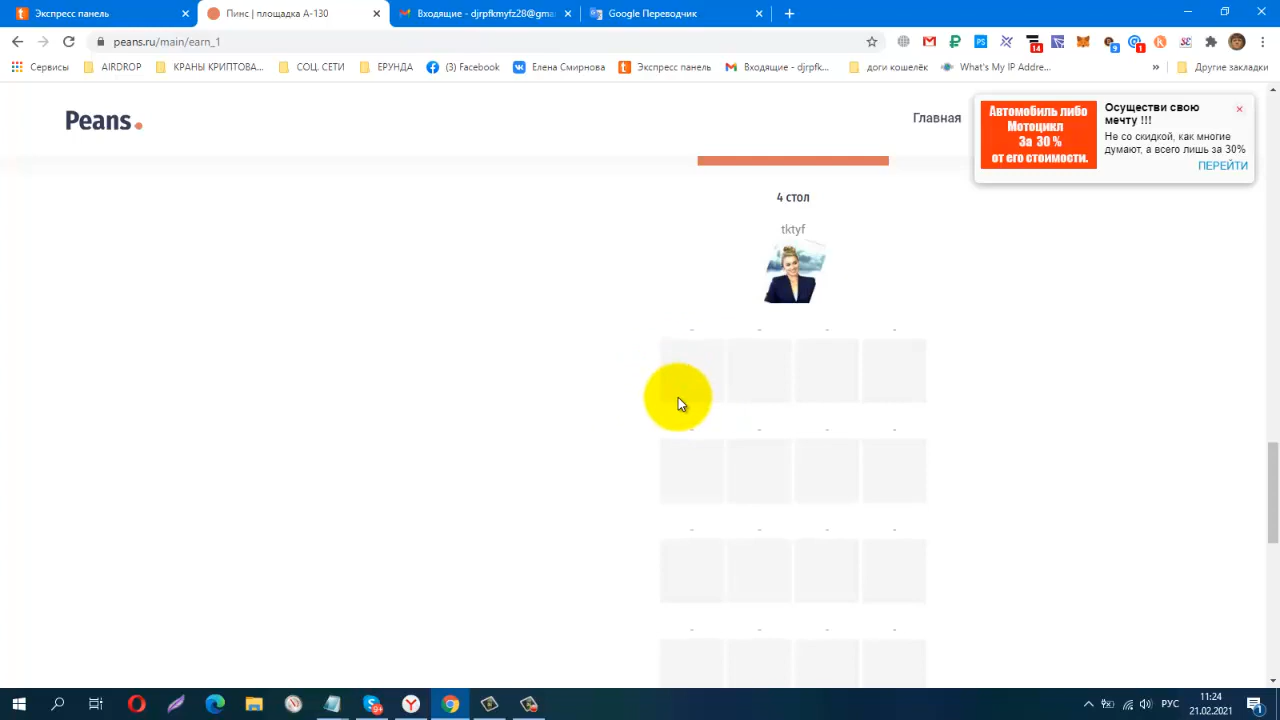 Экспресс панель
Пинс | площадка А-130
Входящие - djrpfkmyfz28@gma
Google Переводчик
peans.ru/main/earn_1
14
9
1
Сервисы
AIRDROP
КРАНЫ КРИПТОВА...
СОЦ. СЕТИ
ЕРУНДА
(3) Facebook
Елена Смирнова
Экспресс панель
Входящие - djrpfk...
доги кошелёк
What's My IP Addre...
»
Другие закладки
Peans.
Главная
Автомобиль либо
Мотоцикл
За 30 %
от его стоимости.
Осуществи свою
мечту !!!
Не со скидкой, как многие
думают, а всего лишь за 30%
ПЕРЕЙТИ
4 стол
tktyf
- - - -
- - - -
- - - -
- - - -
РУС
11:24
21.02.2021